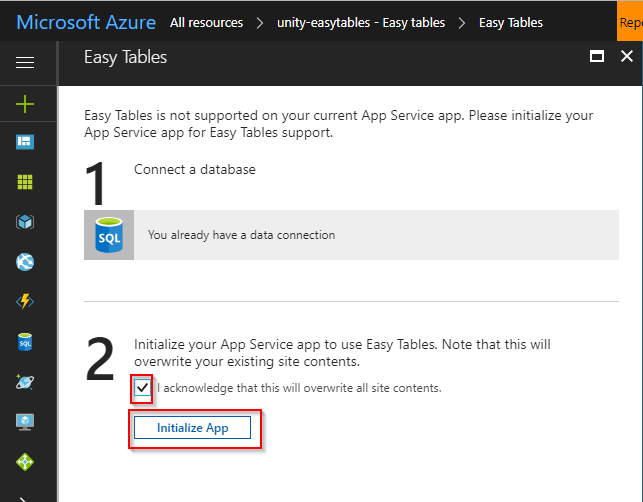 Microsoft Azure All resources > unity-easytables - Easy tables > Easy Tables Repo
Easy Tables
Easy Tables is not supported on your current App Service app. Please initialize your
App Service app for Easy Tables support.
1 Connect a database
SQL You already have a data connection
2 Initialize your App Service app to use Easy Tables. Note that this will
overwrite your existing site contents.
I acknowledge that this will overwrite all site contents.
Initialize App
SQL